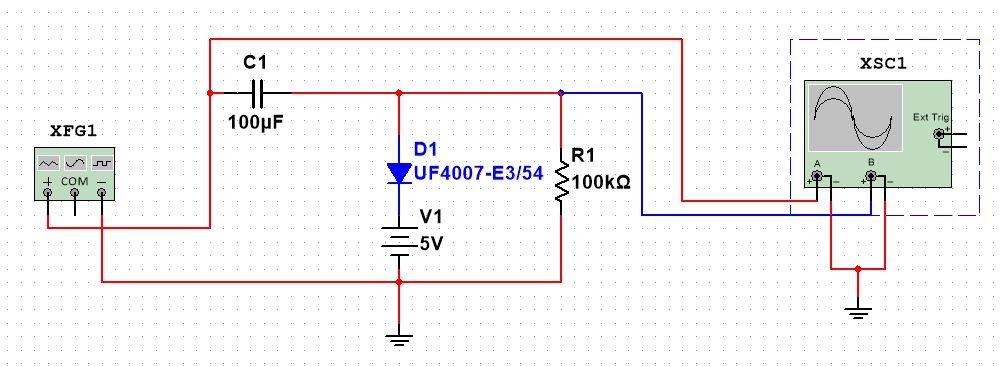 C1
XSC1
100µF
Ext Trig
+
−
XFG1
D1
UF4007-E3/54
R1
100kΩ
A
B
+
−
+
−
+
COM
−
V1
5V